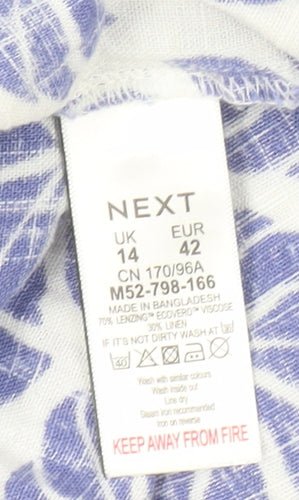 NEXT
UK EUR
14 42
CN 170/96A
M52-798-166
MADE IN BANGLADESH
70% LENZING™ ECOVERO™ VISCOSE
30% LINEN
IF IT'S NOT DIRTY WASH AT 30
40
Wash with similar colours
Wash inside out
Line dry
Steam iron recommended
Iron on reverse
KEEP AWAY FROM FIRE